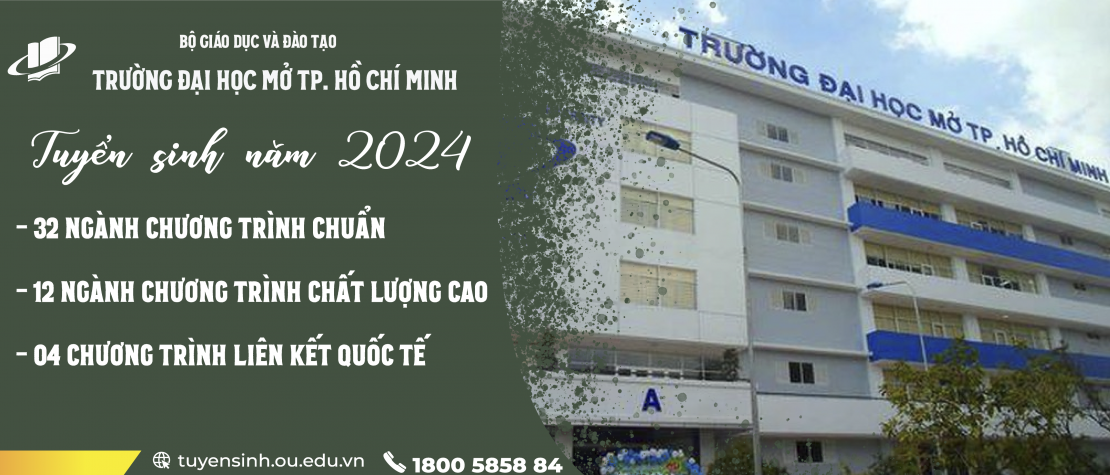 BỘ GIÁO DỤC VÀ ĐÀO TẠO
TRƯỜNG ĐẠI HỌC MỞ TP. HỒ CHÍ MINH
Tuyển sinh năm 2024
- 32 NGÀNH CHƯƠNG TRÌNH CHUẨN
- 12 NGÀNH CHƯƠNG TRÌNH CHẤT LƯỢNG CAO
- 04 CHƯƠNG TRÌNH LIÊN KẾT QUỐC TẾ
tuyensinh.ou.edu.vn 1800 5858 84
TRƯỜNG ĐẠI HỌC MỞ TP. HỒ CHÍ MINH
A